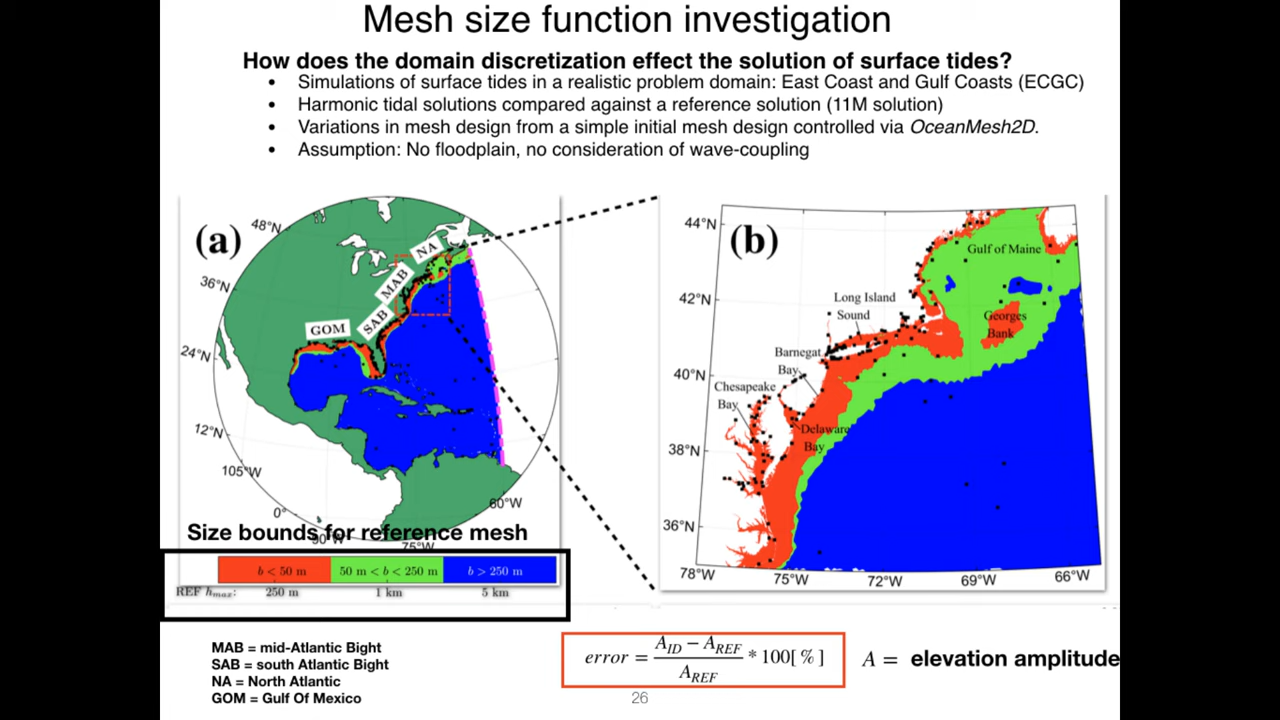 Mesh size function investigation
How does the domain discretization effect the solution of surface tides?
• Simulations of surface tides in a realistic problem domain: East Coast and Gulf Coasts (ECGC)
• Harmonic tidal solutions compared against a reference solution (11M solution)
• Variations in mesh design from a simple initial mesh design controlled via OceanMesh2D.
• Assumption: No floodplain, no consideration of wave-coupling
(a)
48°N
36°N
24°N
12°N
0°
105°W
90°W
75°W
60°W
NA
MAB
SAB
GOM
(b)
44°N
42°N
40°N
38°N
36°N
78°W
75°W
72°W
69°W
66°W
Gulf of Maine
Long Island
Sound
Georges
Bank
Barnegat
Bay
Chesapeake
Bay
Delaware
Bay
Size bounds for reference mesh
b < 50 m 50 m < b < 250 m b > 250 m
REF hmax: 250 m 1 km 5 km
MAB = mid-Atlantic Bight
SAB = south Atlantic Bight
NA = North Atlantic
GOM = Gulf Of Mexico
error = (A_ID − A_REF) / A_REF * 100[ % ]
A = elevation amplitude
26